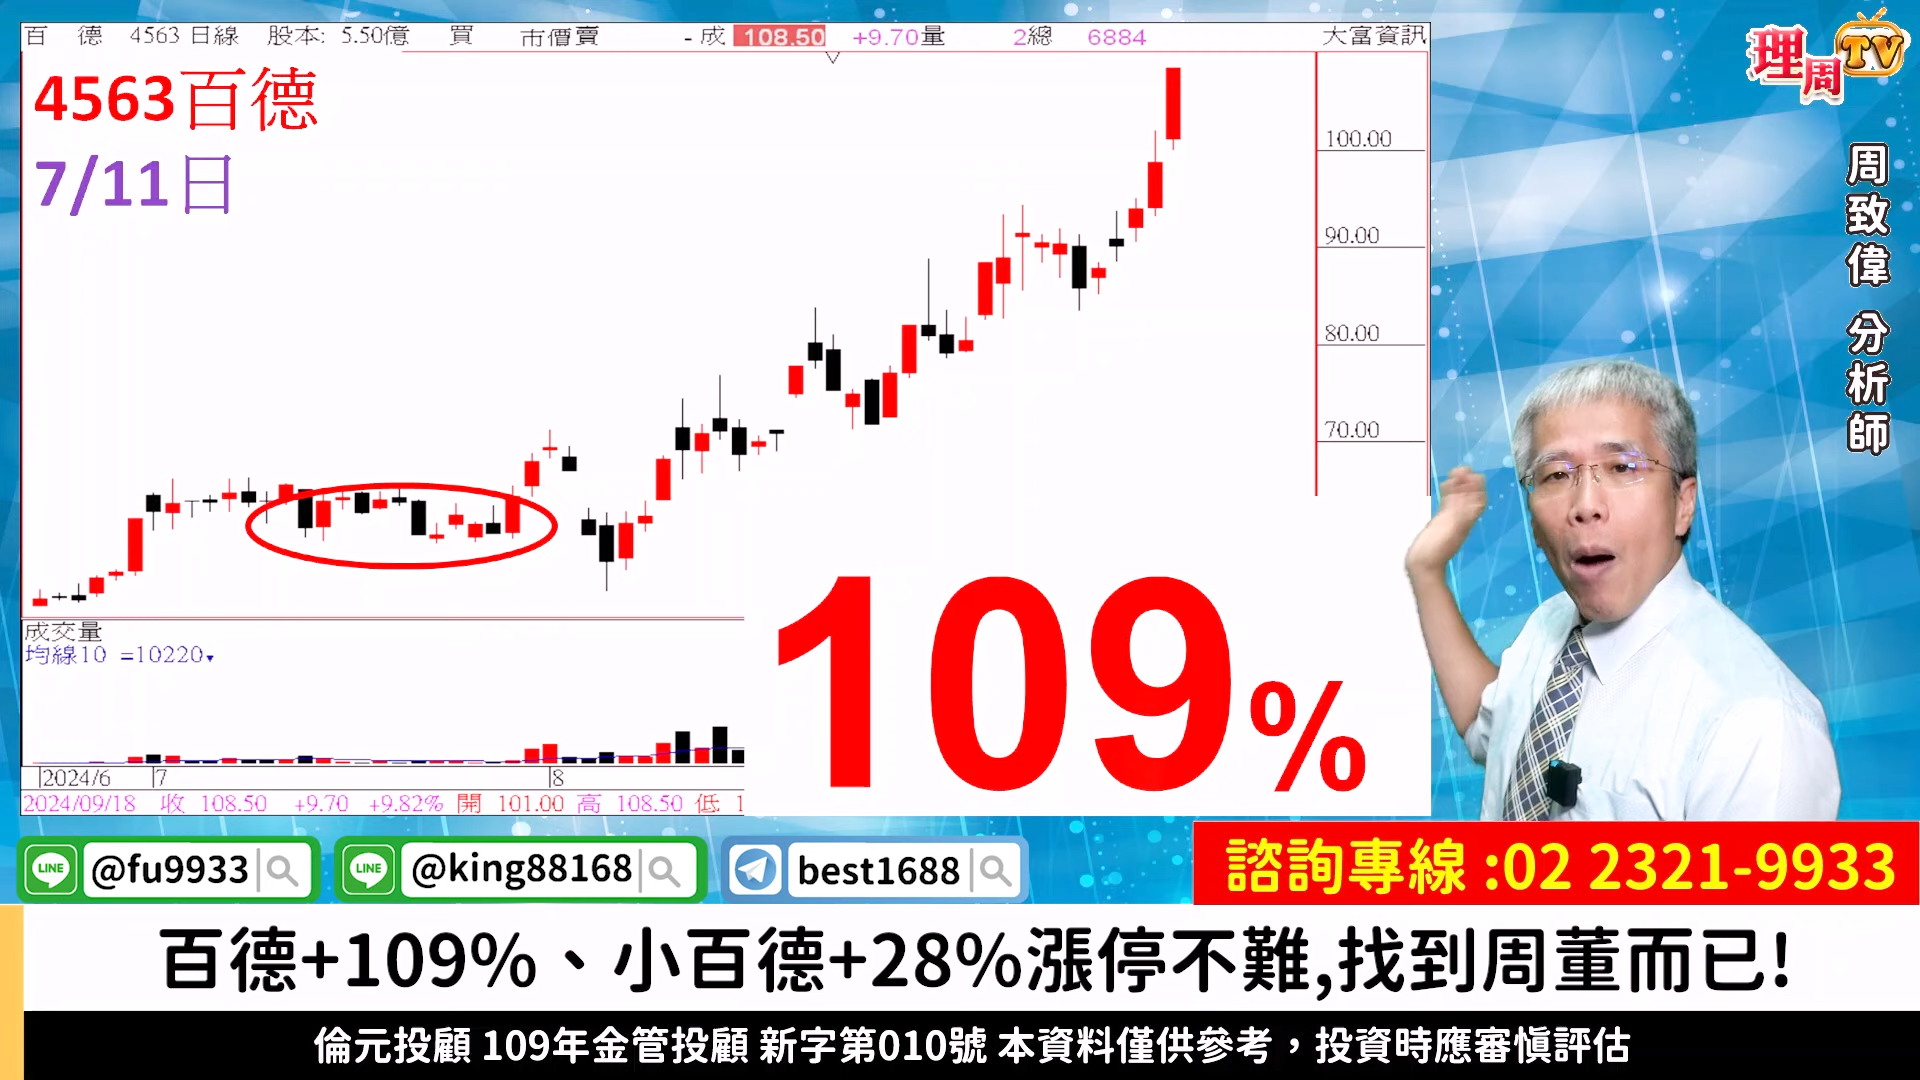 百 德 4563 日線 股本: 5.50億 買 市價賣 - 成 108.50 +9.70量 2總 6884 大富資訊
4563百德
7/11日
100.00
90.00
80.00
70.00
成交量
均線10 =10220▾
2024/6 7 8
2024/09/18 收 108.50 +9.70 +9.82% 開 101.00 高 108.50 低 1
109%
理周TV
周致偉 分析師
LINE @fu9933
LINE @king88168
best1688
諮詢專線 :02 2321-9933
百德+109%、小百德+28%漲停不難,找到周董而已!
倫元投顧 109年金管投顧 新字第010號 本資料僅供參考，投資時應審慎評估